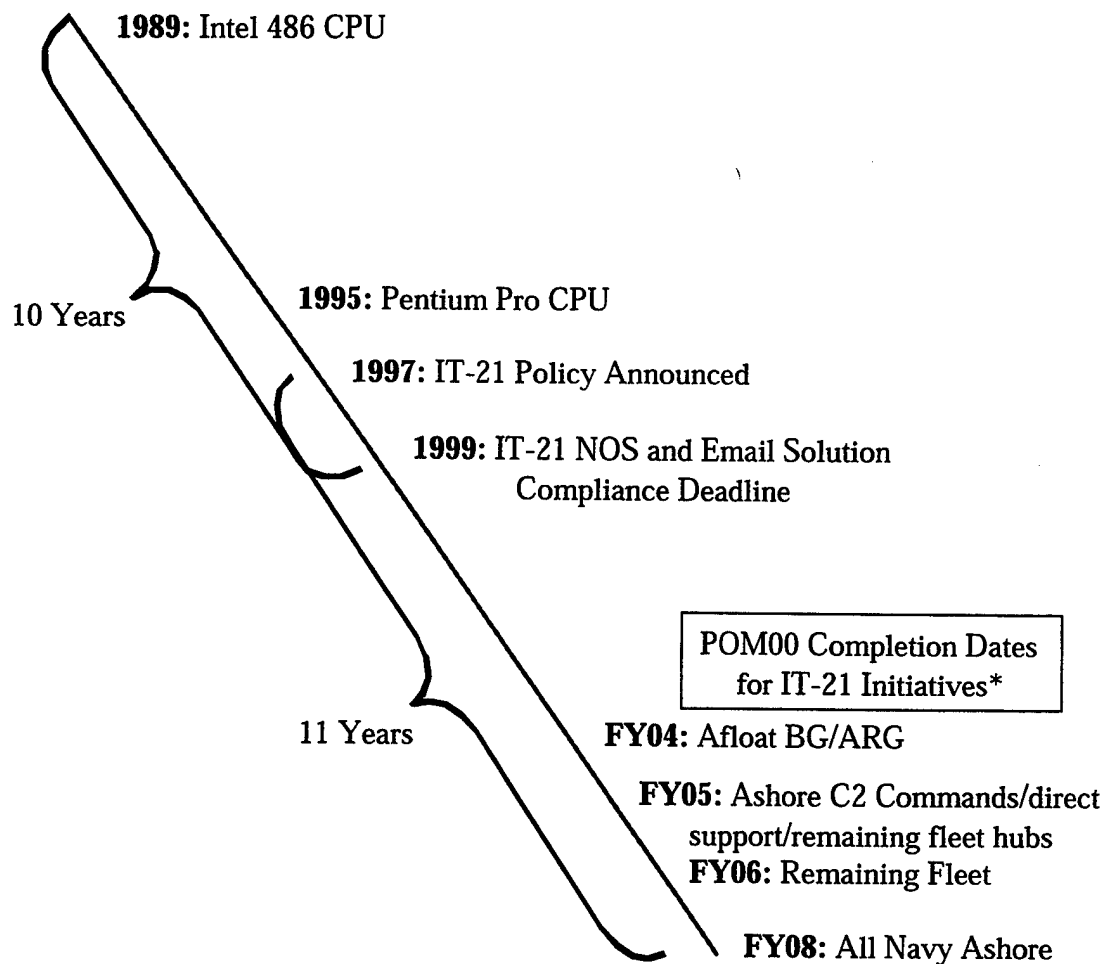 1989: Intel 486 CPU
10 Years
1995: Pentium Pro CPU
1997: IT-21 Policy Announced
1999: IT-21 NOS and Email Solution
Compliance Deadline
POM00 Completion Dates
for IT-21 Initiatives*
11 Years
FY04: Afloat BG/ARG
FY05: Ashore C2 Commands/direct
support/remaining fleet hubs
FY06: Remaining Fleet
FY08: All Navy Ashore